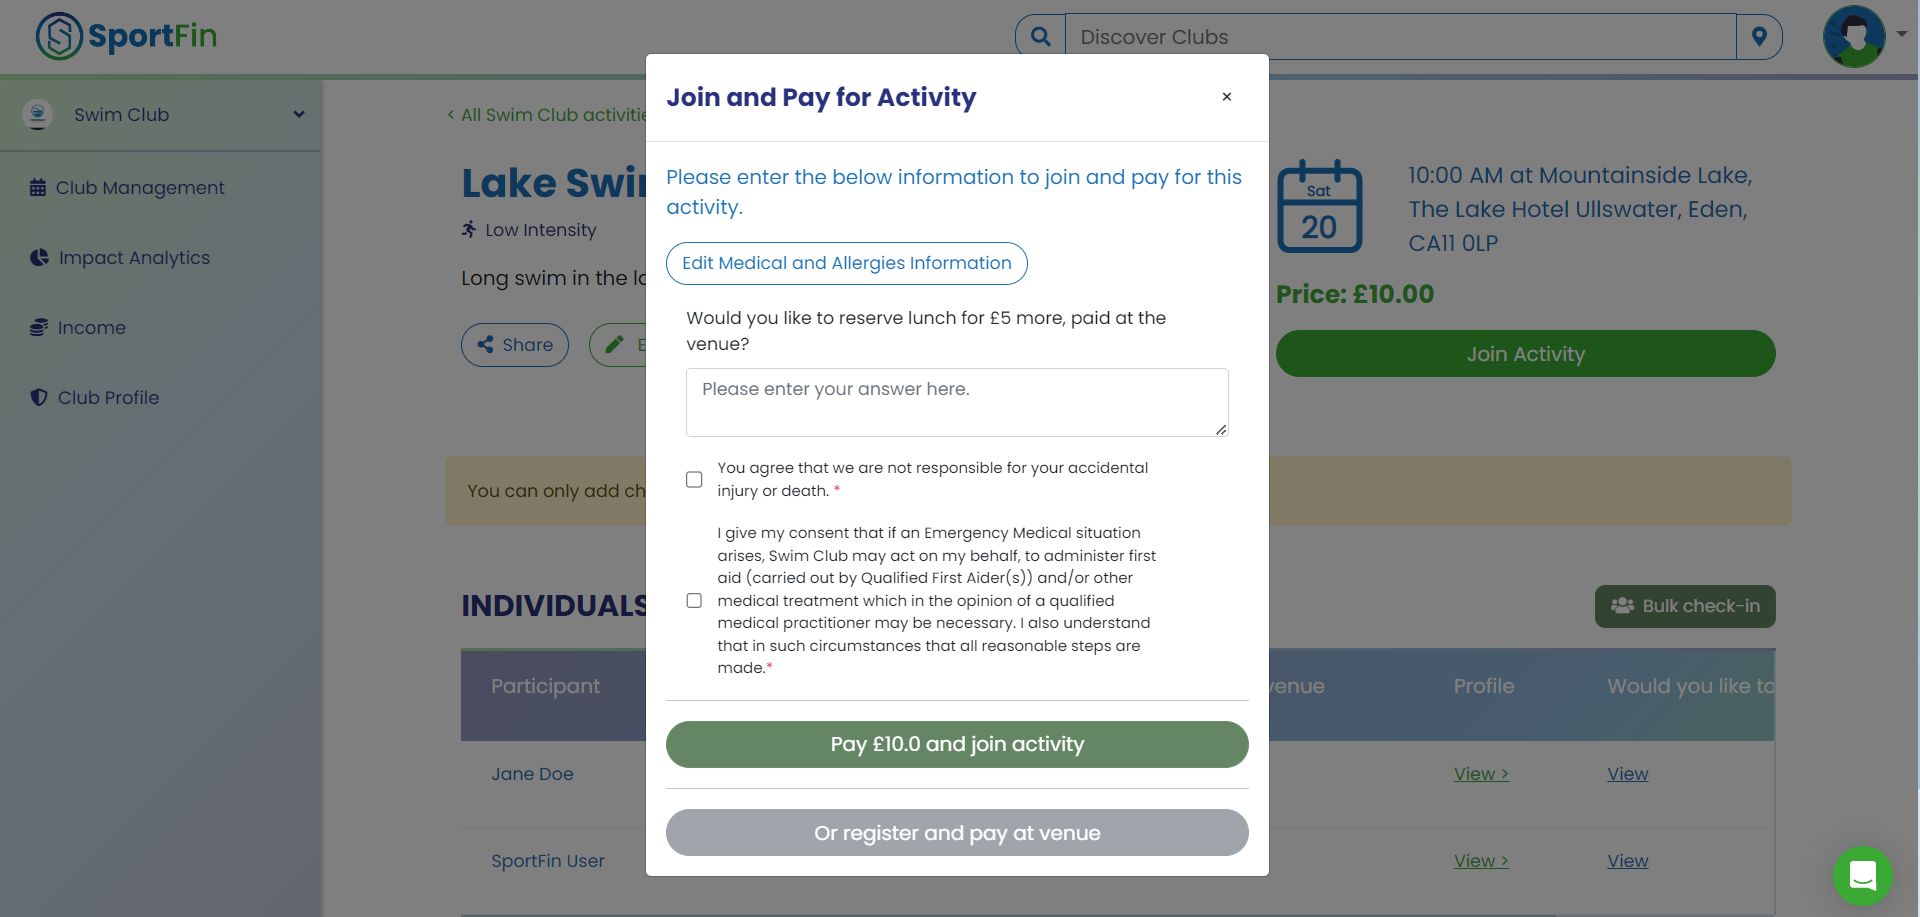 SportFin
Discover Clubs
Swim Club
Club Management
Impact Analytics
Income
Club Profile
< All Swim Club activitie
Lake Swi
Low Intensity
Long swim in the
Share
INDIVIDUALS
You can only add ch
Join and Pay for Activity
×
Please enter the below information to join and pay for this
activity.
Edit Medical and Allergies Information
Would you like to reserve lunch for £5 more, paid at the
venue?
Please enter your answer here.
You agree that we are not responsible for your accidental
injury or death. *
I give my consent that if an Emergency Medical situation
arises, Swim Club may act on my behalf, to administer first
aid (carried out by Qualified First Aider(s)) and/or other
medical treatment which in the opinion of a qualified
medical practitioner may be necessary. I also understand
that in such circumstances that all reasonable steps are
made.*
Pay £10.0 and join activity
Or register and pay at venue
Sat
20
10:00 AM at Mountainside Lake,
The Lake Hotel Ullswater, Eden,
CA11 0LP
Price: £10.00
Join Activity
Bulk check-in
Participant
venue
Profile
Would you like to
Jane Doe
View >
View
SportFin User
View >
View